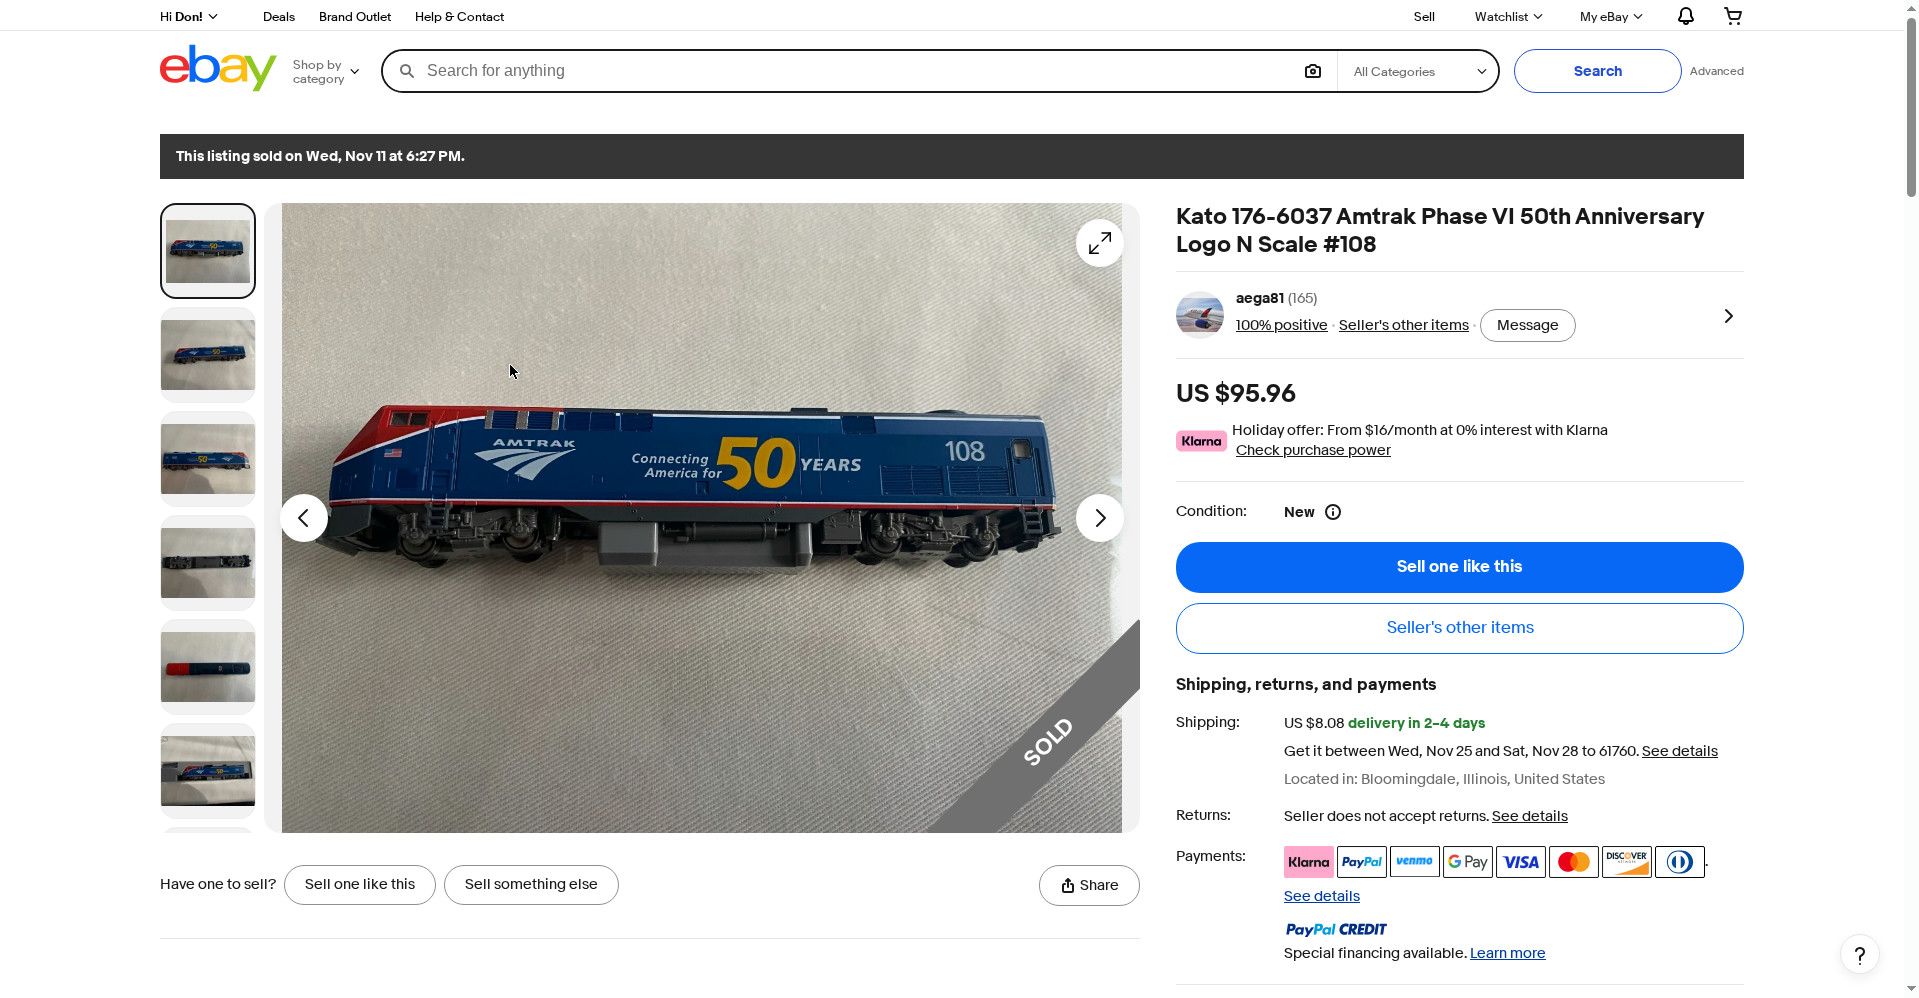 Hi Don!
Deals
Brand Outlet
Help & Contact
Sell
Watchlist
My eBay
ebay
Shop by
category
Search for anything
All Categories
Search
Advanced
This listing sold on Wed, Nov 11 at 6:27 PM.
AMTRAK
Connecting
America for
50
YEARS
108
SOLD
Have one to sell?
Sell one like this
Sell something else
Share
Kato 176-6037 Amtrak Phase VI 50th Anniversary
Logo N Scale #108
aega81 (165)
100% positive · Seller's other items · Message
US $95.96
Klarna
Holiday offer: From $16/month at 0% interest with Klarna
Check purchase power
Condition: New
Sell one like this
Seller's other items
Shipping, returns, and payments
Shipping: US $8.08 delivery in 2–4 days
Get it between Wed, Nov 25 and Sat, Nov 28 to 61760. See details
Located in: Bloomingdale, Illinois, United States
Returns: Seller does not accept returns. See details
Payments: Klarna PayPal venmo G Pay VISA DISCOVER
See details
PayPal CREDIT
Special financing available. Learn more
?